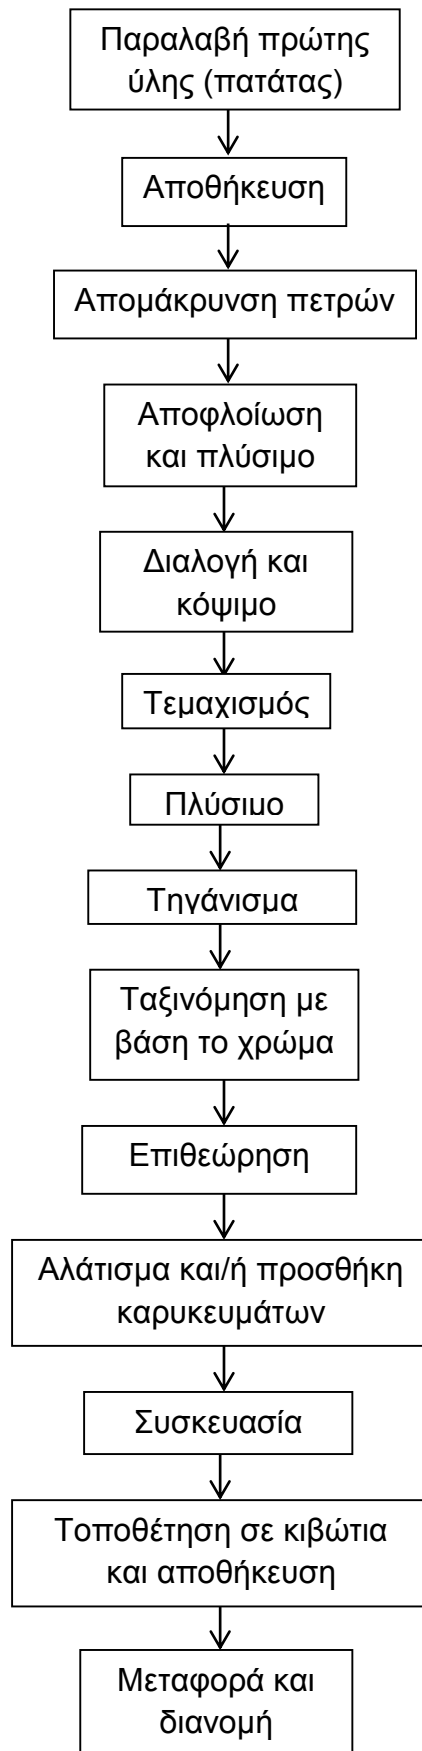 Παραλαβή πρώτης
ύλης (πατάτας)
Αποθήκευση
Απομάκρυνση πετρών
Αποφλοίωση
και πλύσιμο
Διαλογή και
κόψιμο
Τεμαχισμός
Πλύσιμο
Τηγάνισμα
Ταξινόμηση με
βάση το χρώμα
Επιθεώρηση
Αλάτισμα και/ή προσθήκη
καρυκευμάτων
Συσκευασία
Τοποθέτηση σε κιβώτια
και αποθήκευση
Μεταφορά και
διανομή